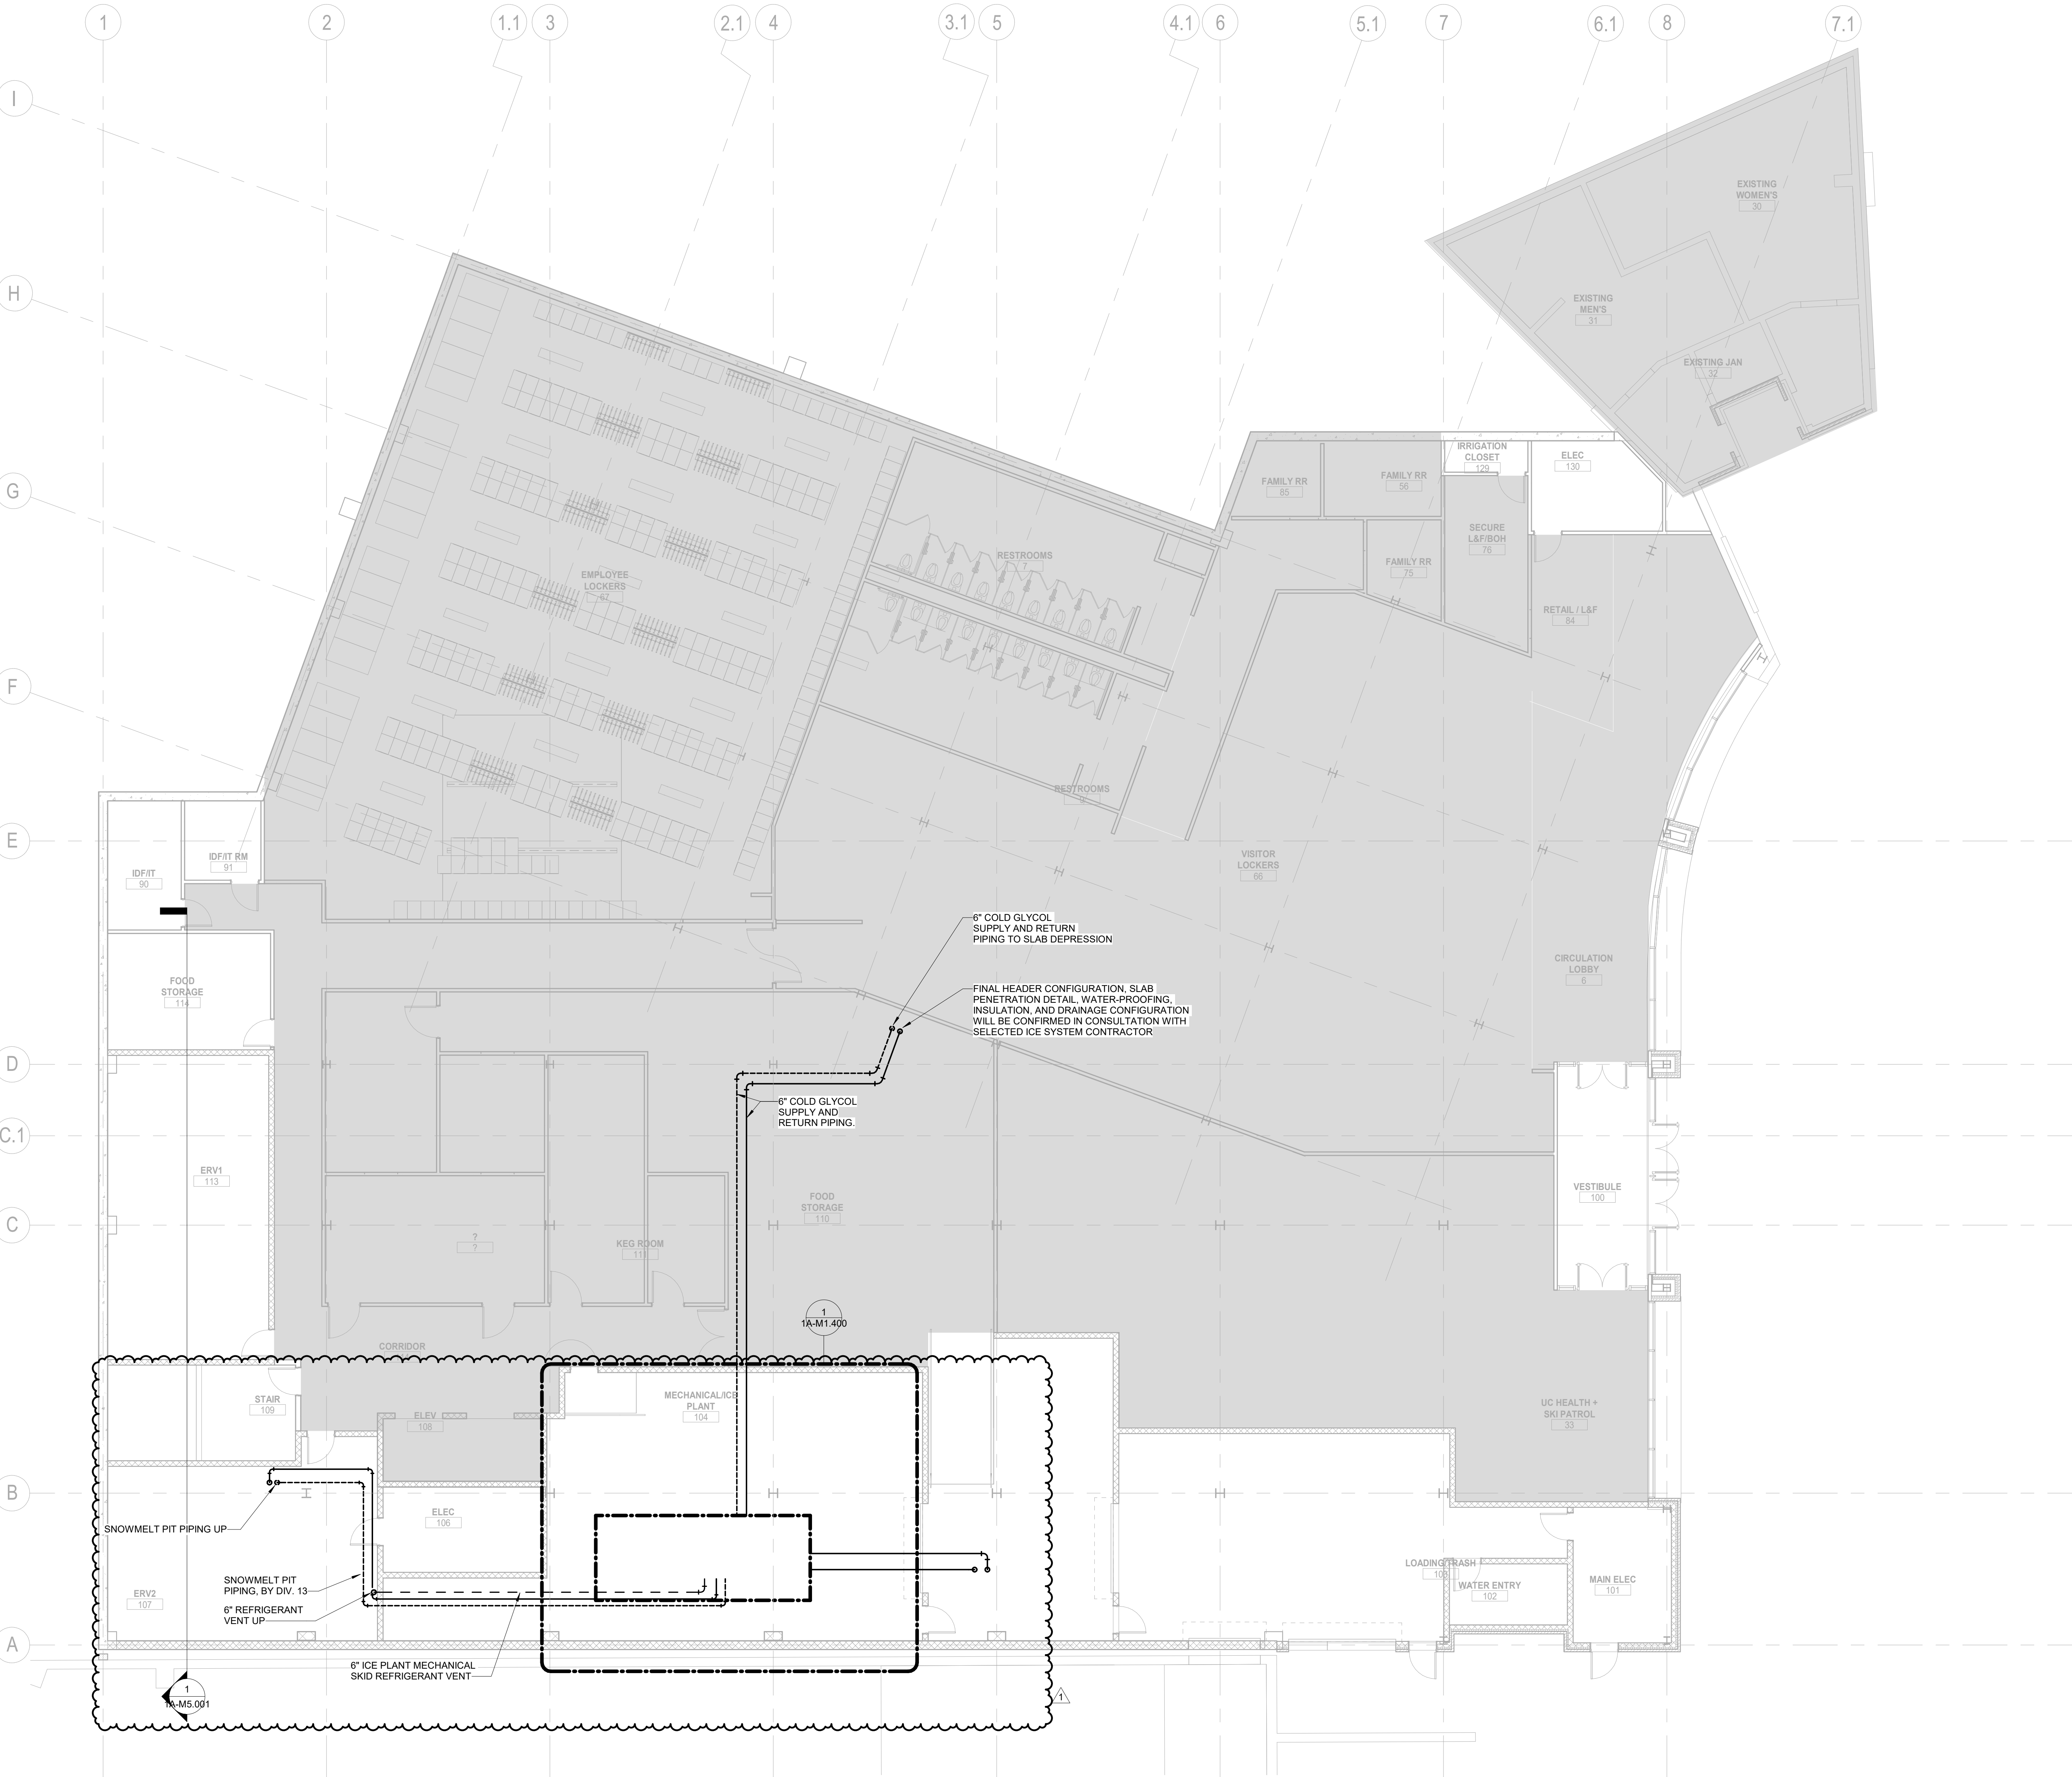 1
2
1.1
3
2.1
4
3.1
5
4.1
6
5.1
7
6.1
8
7.1
I
H
G
F
E
D
C.1
C
B
A
EXISTING
WOMEN'S
30
EXISTING
MEN'S
31
EXISTING JAN
32
IRRIGATION
CLOSET
129
ELEC
130
FAMILY RR
85
FAMILY RR
56
SECURE
L&F/BOH
76
FAMILY RR
75
RESTROOMS
7
EMPLOYEE
LOCKERS
67
RETAIL / L&F
84
RESTROOMS
IDF/IT RM
91
IDF/IT
90
VISITOR
LOCKERS
66
6" COLD GLYCOL
SUPPLY AND RETURN
PIPING TO SLAB DEPRESSION
CIRCULATION
LOBBY
6
FOOD
STORAGE
114
FINAL HEADER CONFIGURATION, SLAB
PENETRATION DETAIL, WATER-PROOFING,
INSULATION, AND DRAINAGE CONFIGURATION
WILL BE CONFIRMED IN CONSULTATION WITH
SELECTED ICE SYSTEM CONTRACTOR
6" COLD GLYCOL
SUPPLY AND
RETURN PIPING.
ERV1
113
VESTIBULE
100
FOOD
STORAGE
110
?
?
KEG ROOM
111
1
1A-M1.400
CORRIDOR
STAIR
109
ELEV
108
MECHANICAL/ICE
PLANT
104
UC HEALTH +
SKI PATROL
33
ELEC
106
SNOWMELT PIT PIPING UP
SNOWMELT PIT
PIPING, BY DIV. 13
ERV2
107
6" REFRIGERANT
VENT UP
LOADING/TRASH
103
WATER ENTRY
102
MAIN ELEC
101
6" ICE PLANT MECHANICAL
SKID REFRIGERANT VENT
1
1A-M5.001
1